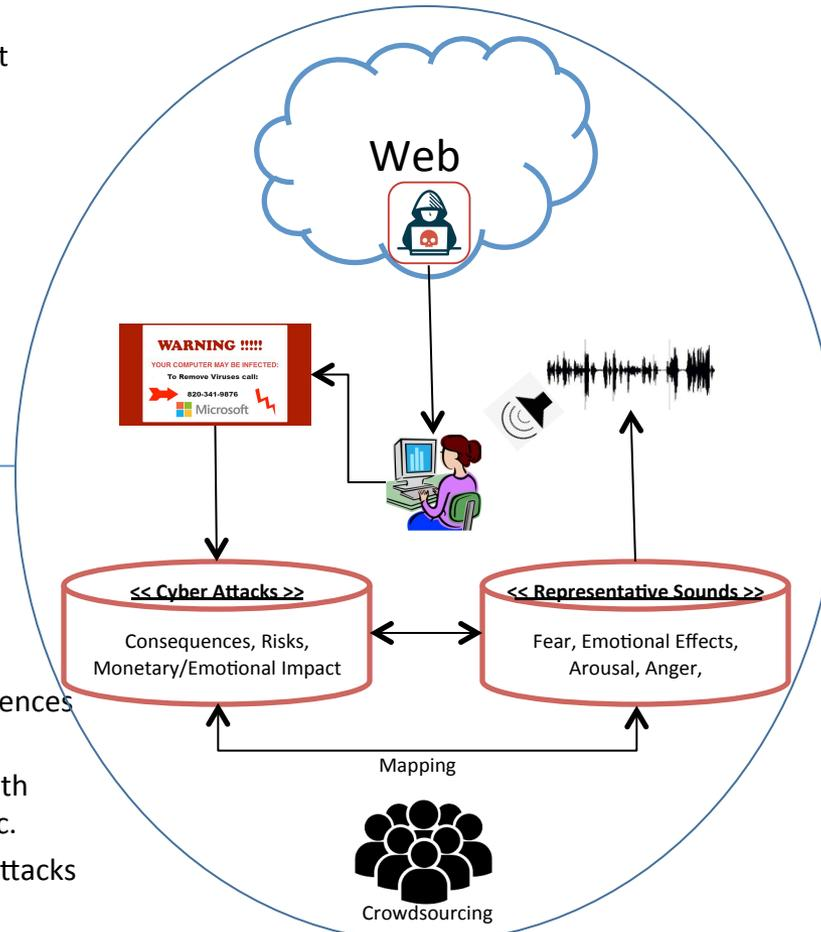 t
Web
WARNING !!!!!
YOUR COMPUTER MAY BE INFECTED:
To Remove Viruses call:
820-341-9876
Microsoft
<< Cyber Attacks >>
Consequences, Risks,
Monetary/Emotional Impact
<< Representative Sounds >>
Fear, Emotional Effects,
Arousal, Anger,
ences
Mapping
th
c.
ttacks
Crowdsourcing